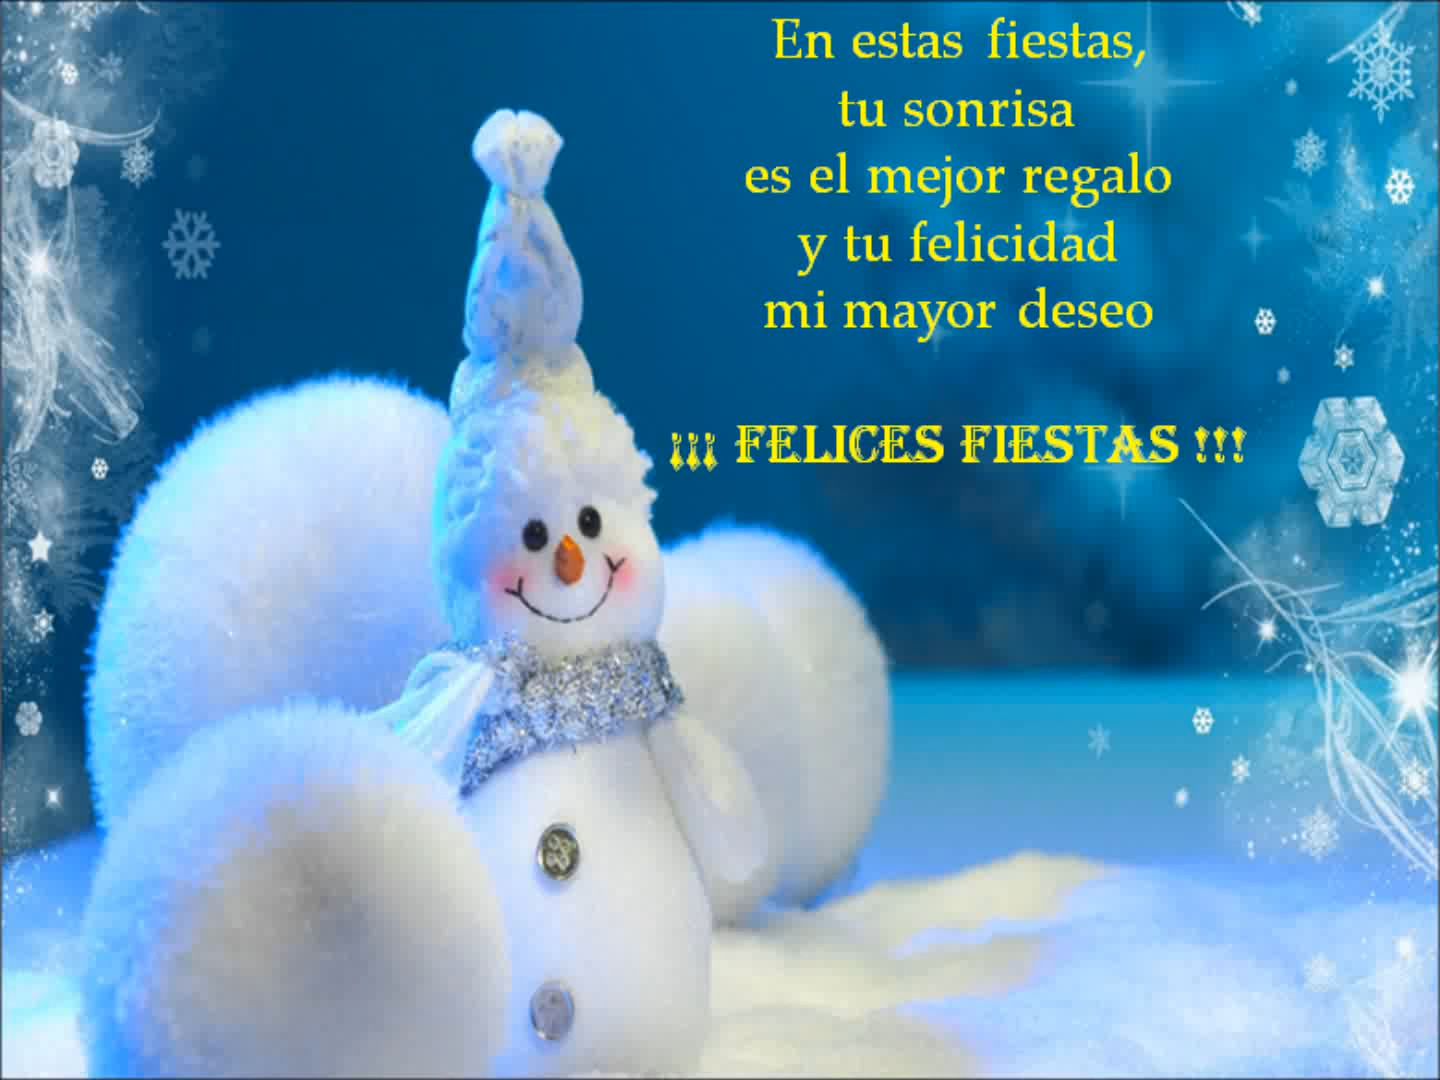 En estas fiestas,
tu sonrisa
es el mejor regalo
y tu felicidad
mi mayor deseo
¡¡¡ FELICES FIESTAS !!!